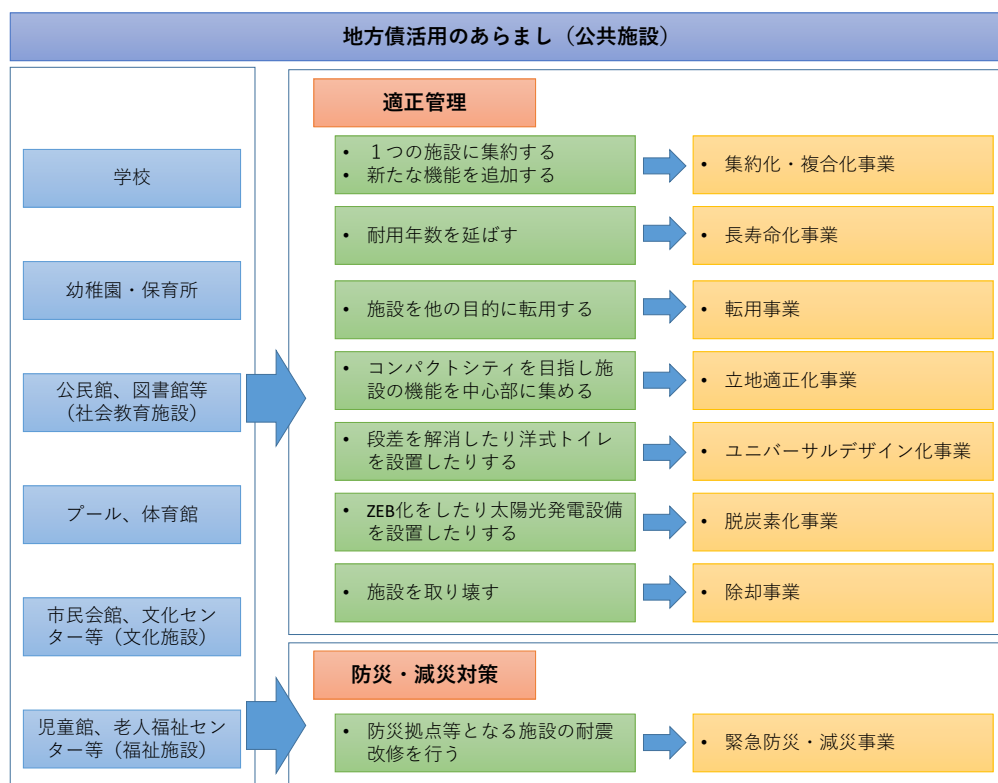 地方債活用のあらまし（公共施設）
学校
幼稚園・保育所
公民館、図書館等
（社会教育施設）
プール、体育館
市民会館、文化セン
ター等（文化施設）
児童館、老人福祉セン
ター等（福祉施設）
適正管理
• １つの施設に集約する
• 新たな機能を追加する
• 集約化・複合化事業
• 耐用年数を延ばす
• 長寿命化事業
• 施設を他の目的に転用する
• 転用事業
• コンパクトシティを目指し施
設の機能を中心部に集める
• 立地適正化事業
• 段差を解消したり洋式トイレ
を設置したりする
• ユニバーサルデザイン化事業
• ZEB化をしたり太陽光発電設備
を設置したりする
• 脱炭素化事業
• 施設を取り壊す
• 除却事業
防災・減災対策
• 防災拠点等となる施設の耐震
改修を行う
• 緊急防災・減災事業